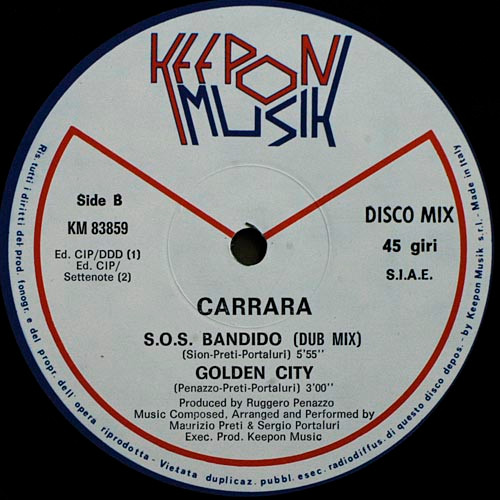 KEEPON
MUSIK
Side B
KM 83859
Ed. CIP/DDD (1)
Ed. CIP/
Settenote (2)
DISCO MIX
45 giri
S.I.A.E.
CARRARA
S.O.S. BANDIDO (DUB MIX)
(Sion-Preti-Portaluri) 5'55''
GOLDEN CITY
(Penazzo-Preti-Portaluri) 3'00''
Produced by Ruggero Penazzo
Music Composed, Arranged and Performed by
Maurizio Preti & Sergio Portaluri
Exec. Prod. Keepon Music
Ris. tutti i diritti del prod. fonogr. e del propr. dell'opera riprodotta - Vietata duplicaz. pubbl. esec. radiodiffus. di questo disco depos. - by Keepon Musik s.r.l. - Made in Italy